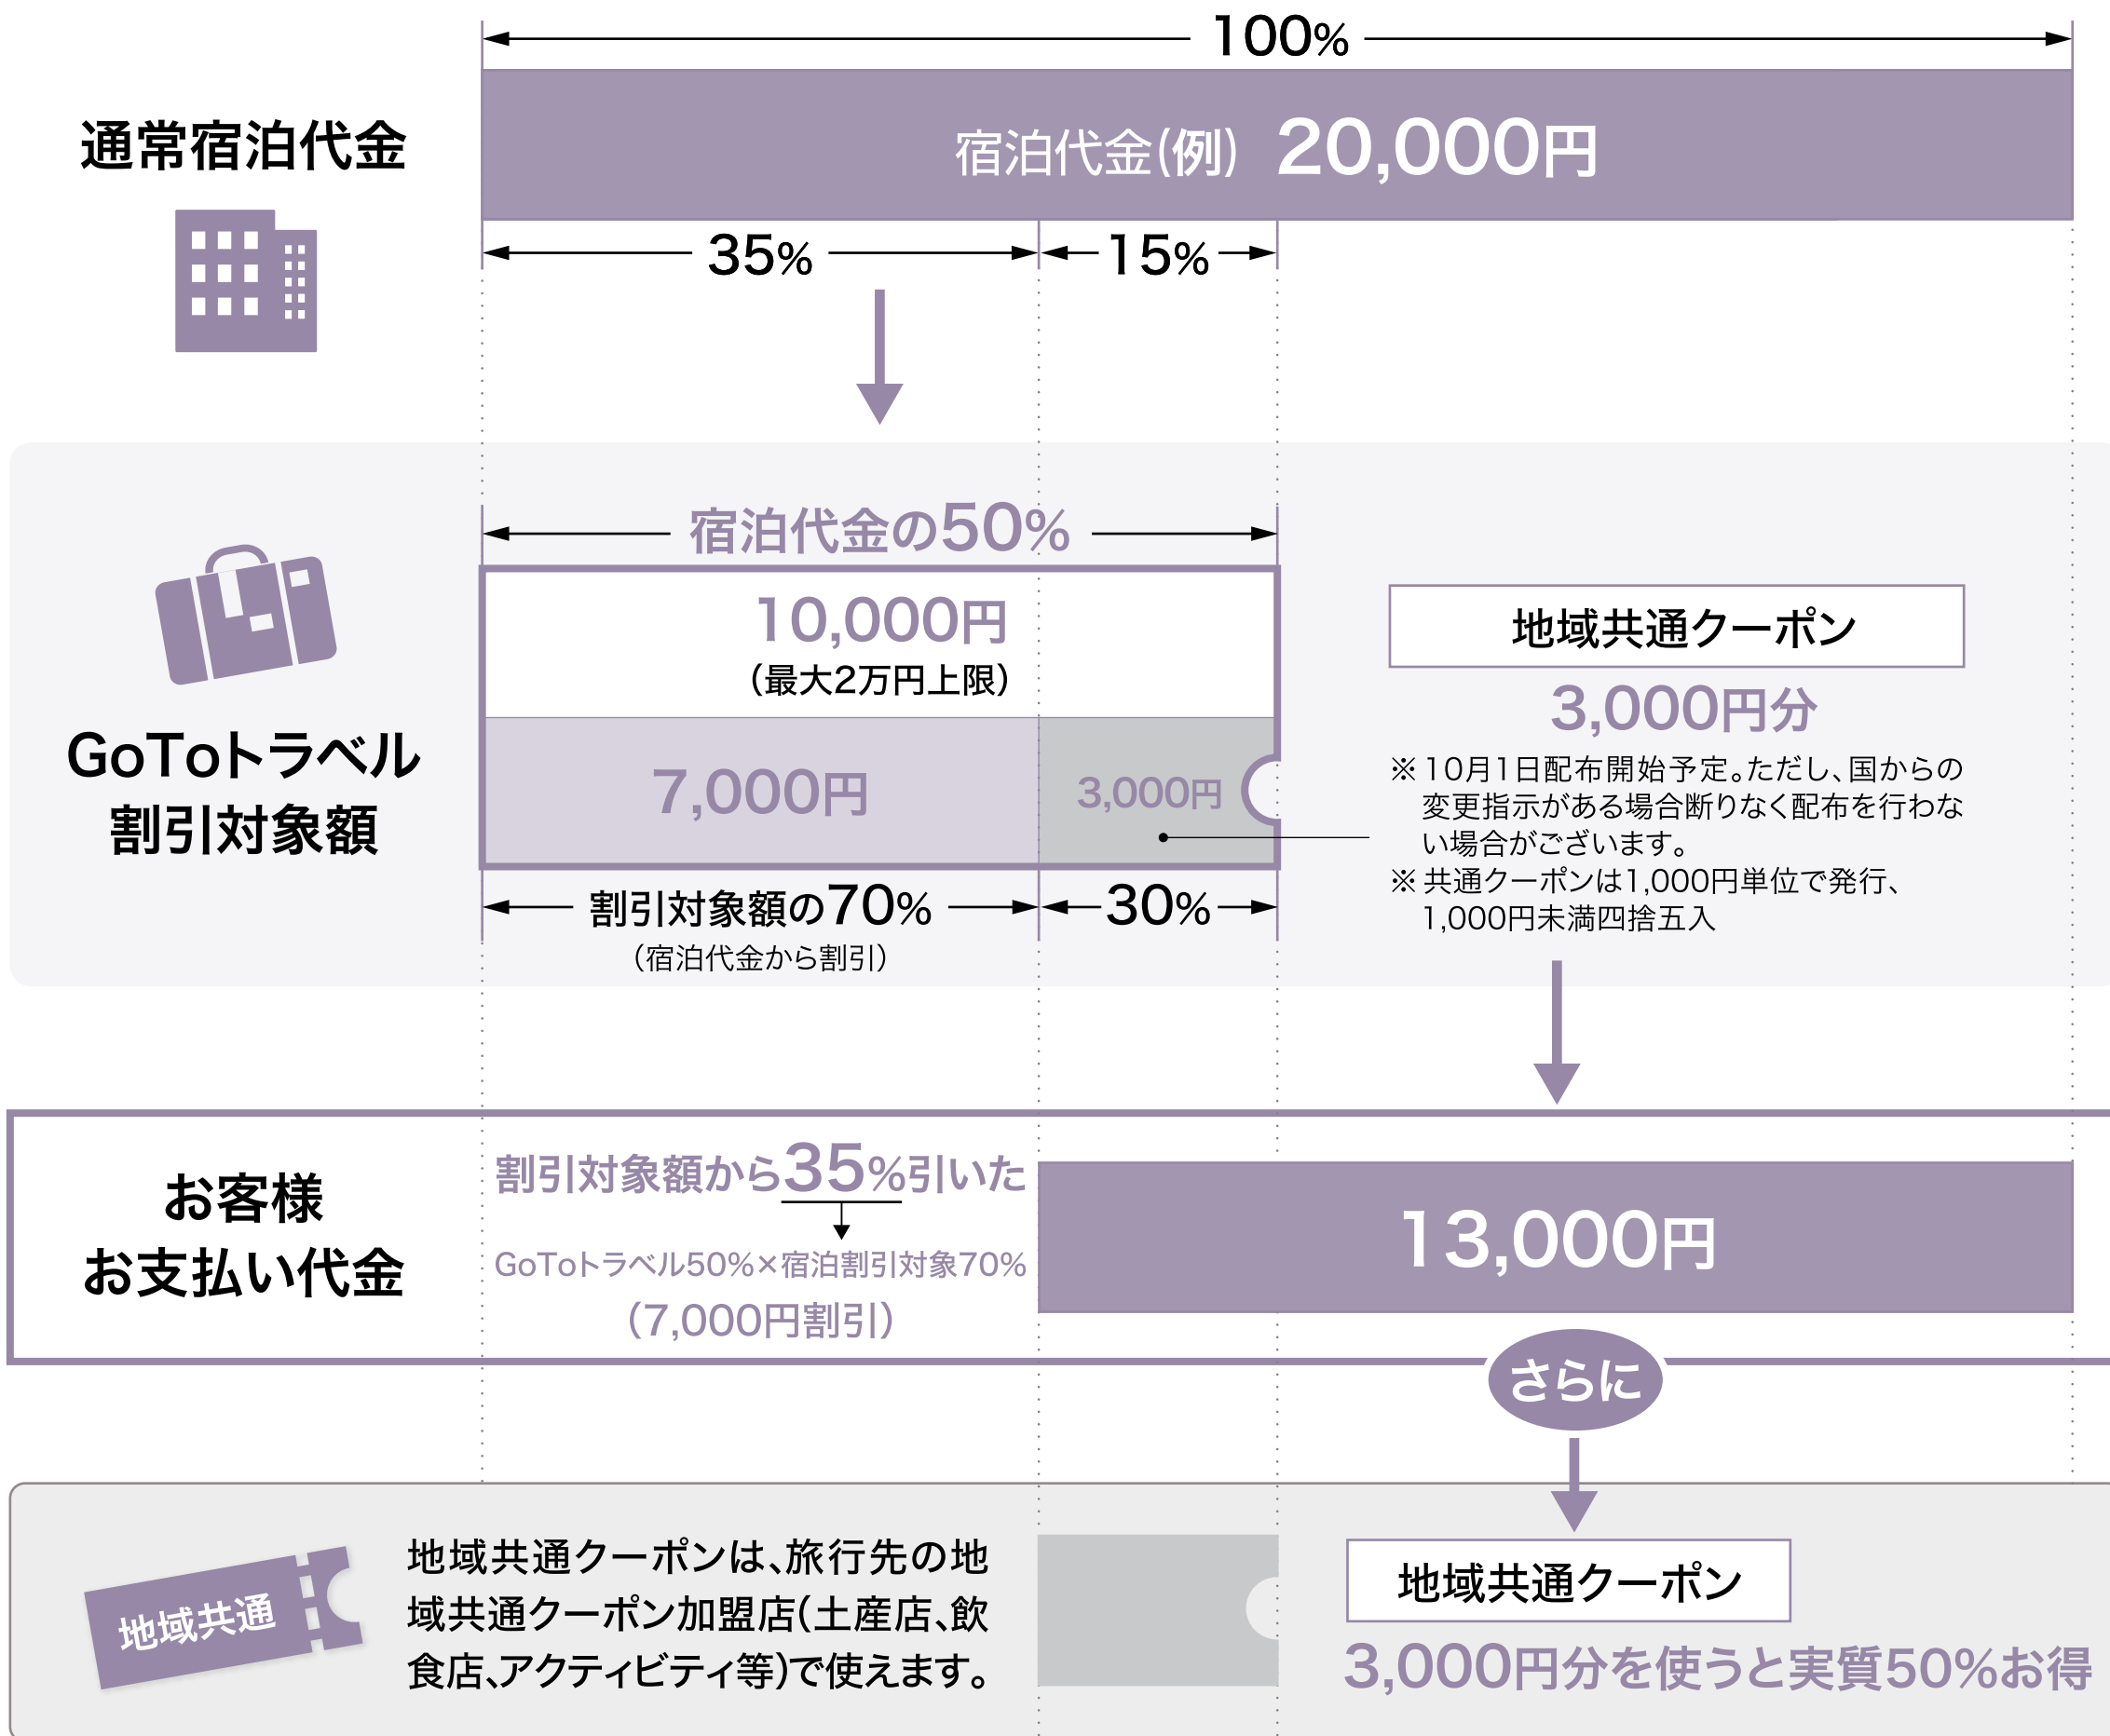 100%
通常宿泊代金
宿泊代金(例) 20,000円
35%
15%
宿泊代金の50%
10,000円
(最大2万円上限)
地域共通クーポン
3,000円分
GoToトラベル
割引対象額
7,000円
3,000円
※10月1日配布開始予定。ただし、国からの
変更指示がある場合断りなく配布を行わな
い場合がございます。
※共通クーポンは1,000円単位で発行、
1,000円未満四捨五入
割引対象額の70%
30%
(宿泊代金から割引)
お客様
お支払い代金
割引対象額から35%引いた
GoToトラベル50%×宿泊割引対象70%
(7,000円割引)
13,000円
さらに
地域共通
地域共通クーポンは、旅行先の地
域共通クーポン加盟店(土産店、飲
食店、アクティビティ等)で使えます。
地域共通クーポン
3,000円分を使うと実質50%お得